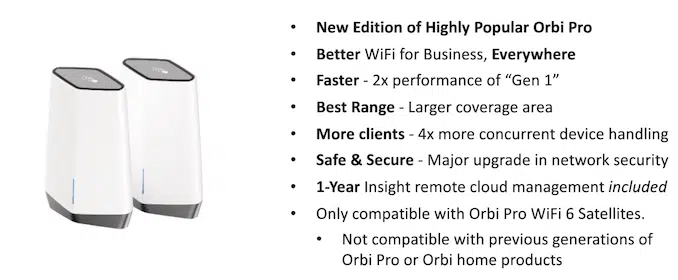 New Edition of Highly Popular Orbi Pro
Better WiFi for Business, Everywhere
Faster - 2x performance of “Gen 1”
Best Range - Larger coverage area
More clients - 4x more concurrent device handling
Safe & Secure - Major upgrade in network security
1-Year Insight remote cloud management included
Only compatible with Orbi Pro WiFi 6 Satellites.
Not compatible with previous generations of
Orbi Pro or Orbi home products